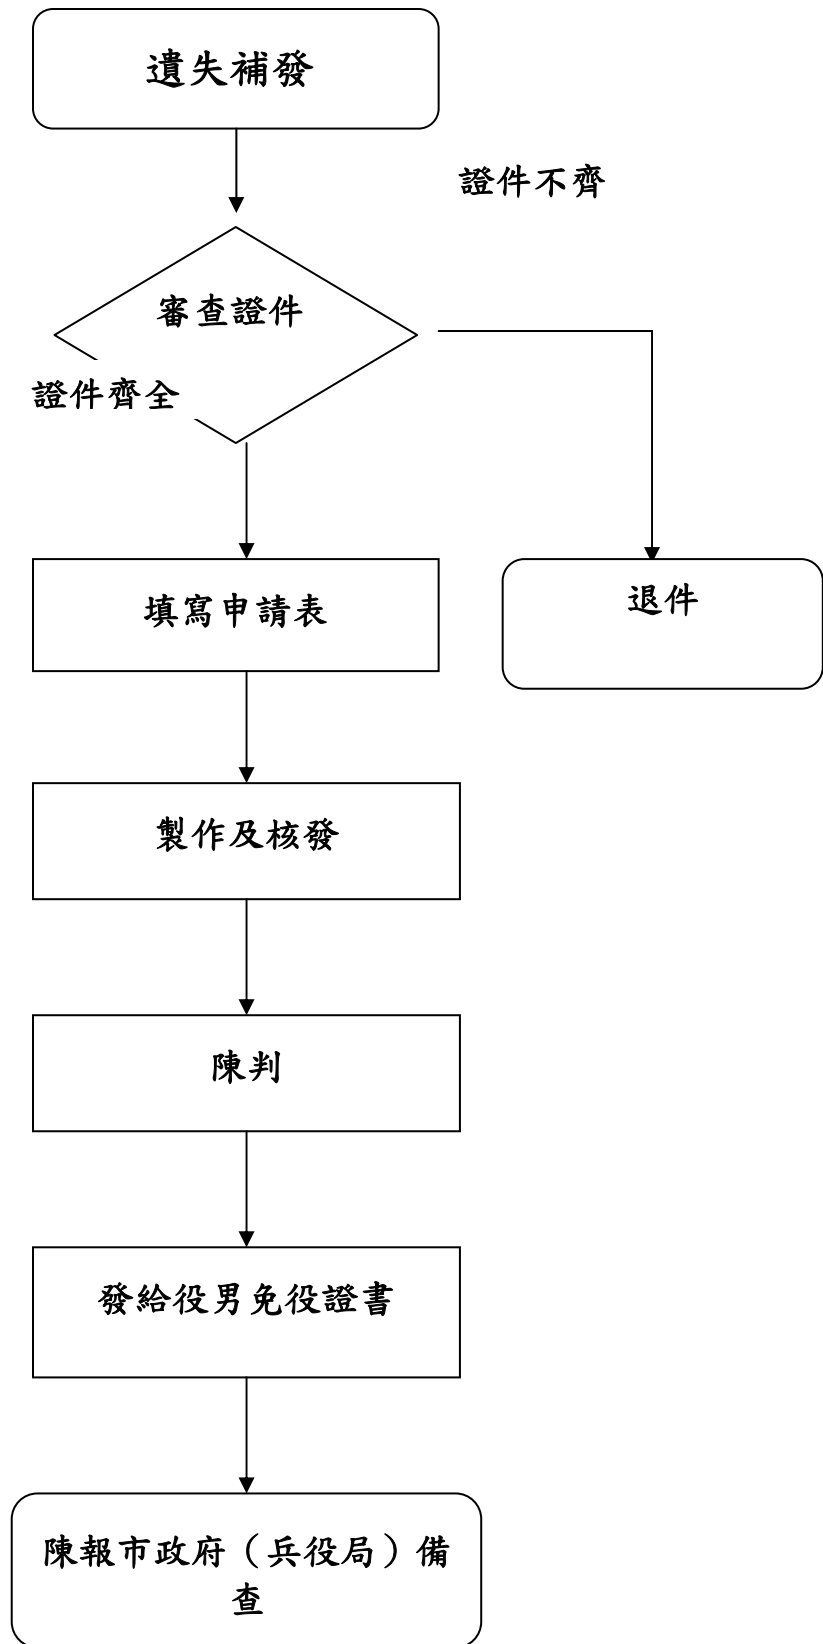 遺失補發
證件不齊
審查證件
證件齊全
填寫申請表
退件
製作及核發
陳判
發給役男免役證書
陳報市政府（兵役局）備
查